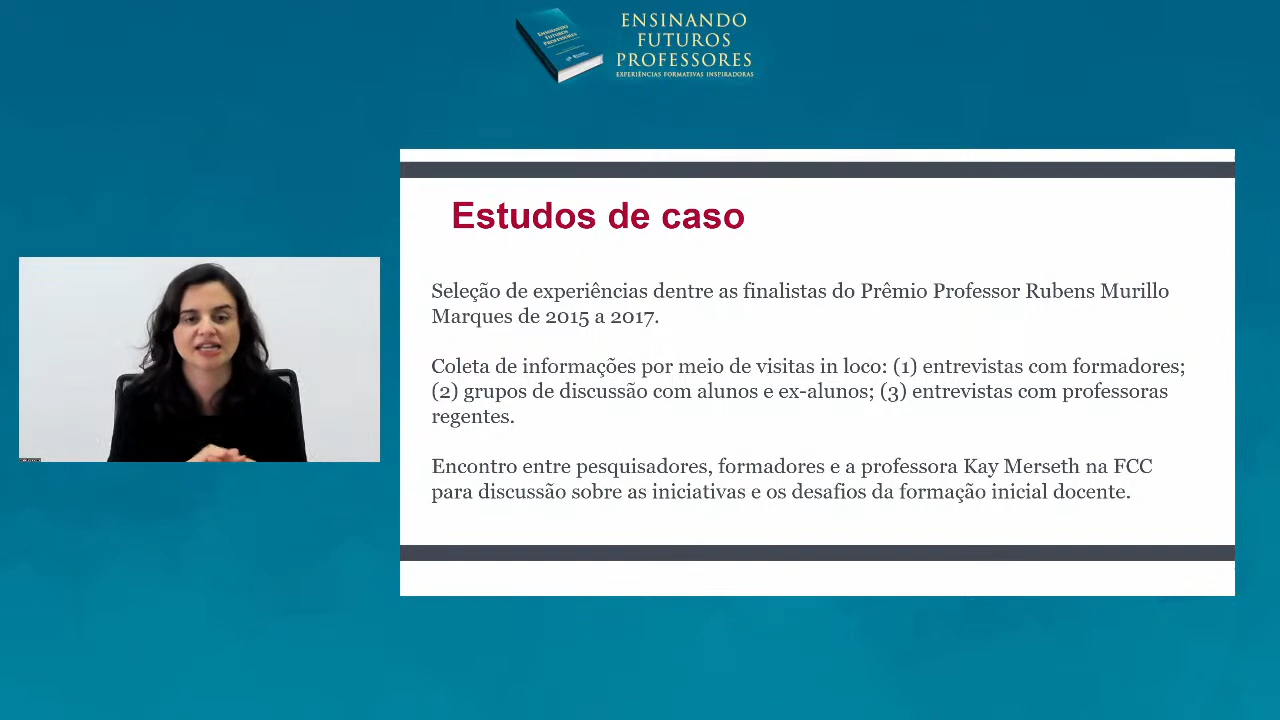 ENSINANDO
FUTUROS
PROFESSORES
EXPERIÊNCIAS FORMATIVAS INSPIRADORAS
ENSINANDO
FUTUROS
PROFESSORES
Estudos de caso
Seleção de experiências dentre as finalistas do Prêmio Professor Rubens Murillo
Marques de 2015 a 2017.
Coleta de informações por meio de visitas in loco: (1) entrevistas com formadores;
(2) grupos de discussão com alunos e ex-alunos; (3) entrevistas com professoras
regentes.
Encontro entre pesquisadores, formadores e a professora Kay Merseth na FCC
para discussão sobre as iniciativas e os desafios da formação inicial docente.